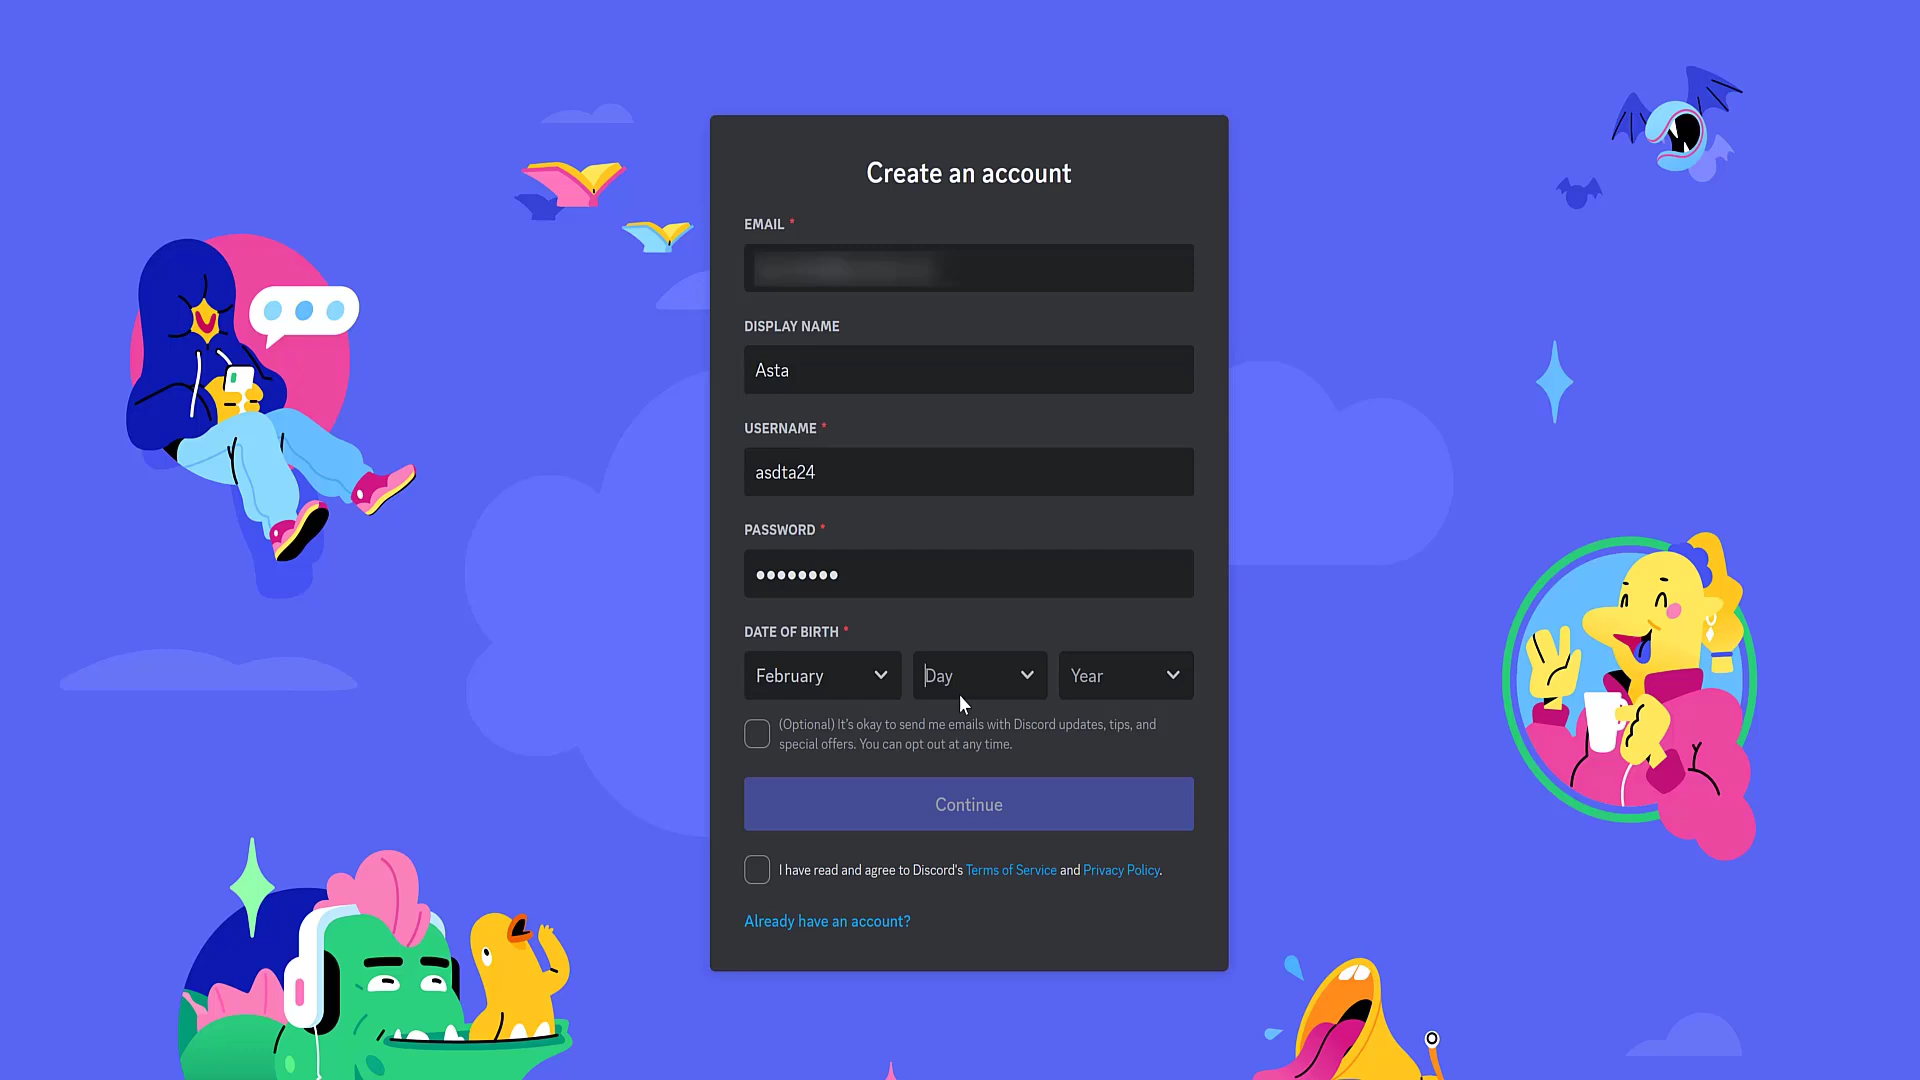 Create an account
EMAIL *
DISPLAY NAME
Asta
USERNAME *
asdta24
PASSWORD *
DATE OF BIRTH *
February Day Year
(Optional) It's okay to send me emails with Discord updates, tips, and
special offers. You can opt out at any time.
Continue
I have read and agree to Discord's Terms of Service and Privacy Policy.
Already have an account?